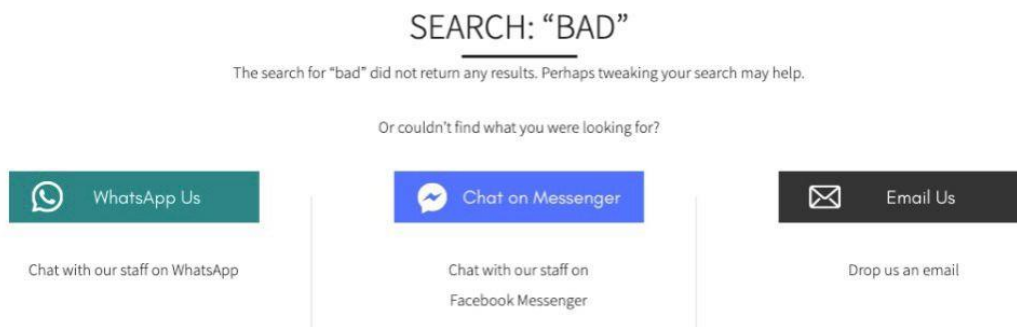 SEARCH: “BAD”
The search for “bad” did not return any results. Perhaps tweaking your search may help.
Or couldn’t find what you were looking for?
WhatsApp Us
Chat on Messenger
Email Us
Chat with our staff on WhatsApp
Chat with our staff on
Facebook Messenger
Drop us an email